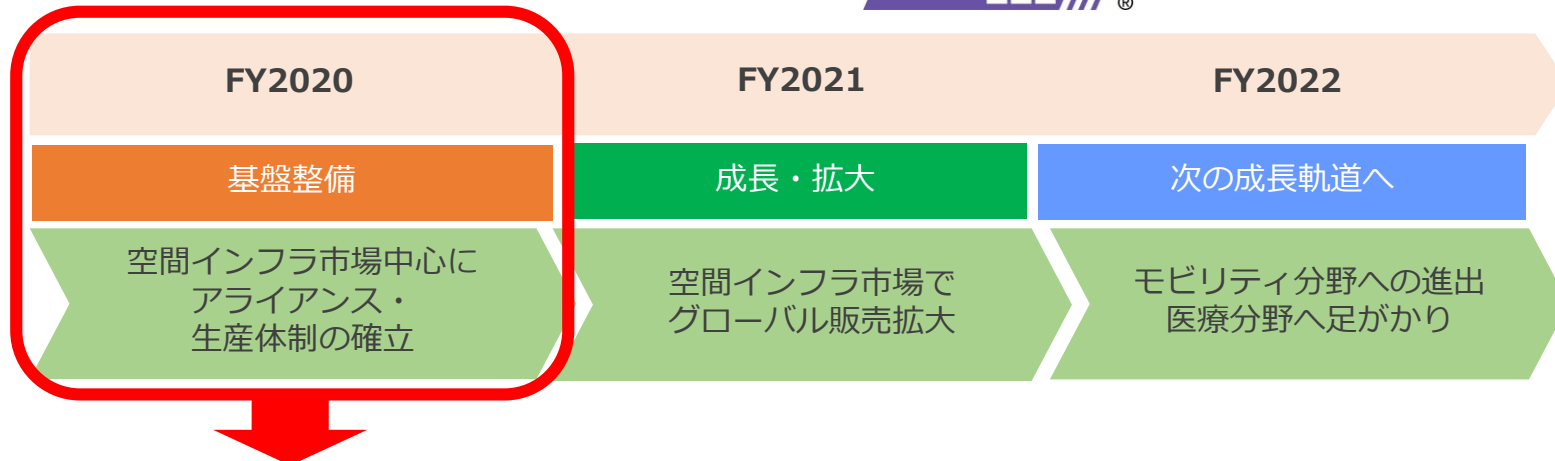 ®
FY2020
FY2021
FY2022
基盤整備
成長・拡大
次の成長軌道へ
空間インフラ市場中心に
アライアンス・
生産体制の確立
空間インフラ市場で
グローバル販売拡大
モビリティ分野への進出
医療分野へ足がかり